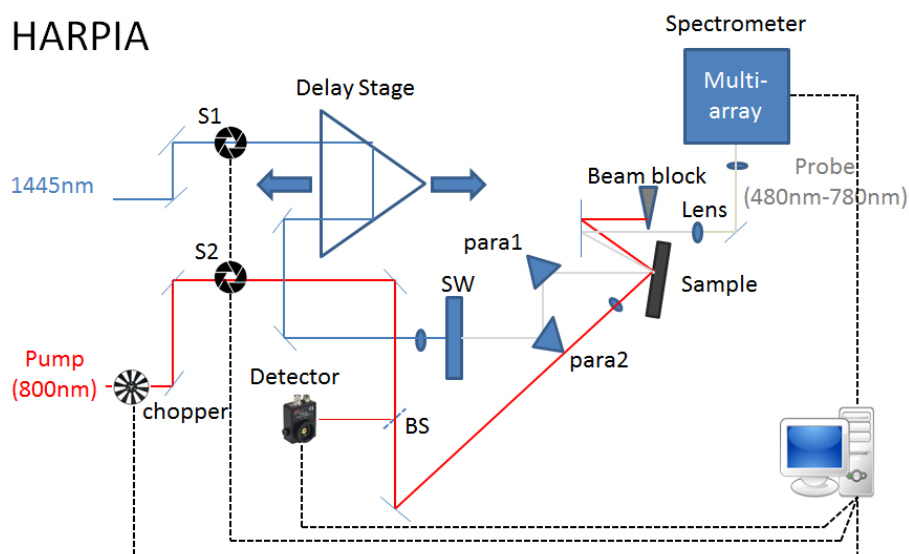 HARPIA
Spectrometer
Multi-
array
Delay Stage
S1
1445nm
Beam block
Probe
(480nm-780nm)
Lens
para1
S2
SW
Sample
Pump
(800nm)
Detector
para2
chopper
BS